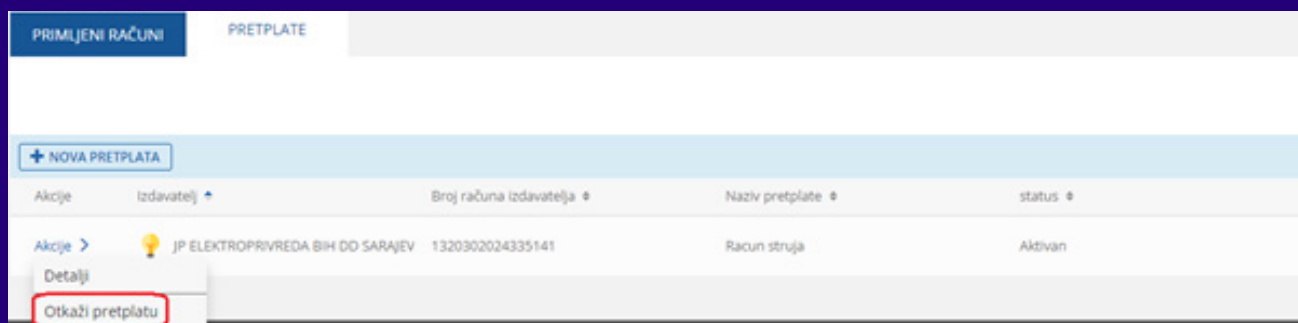 PRIMLJENI RAČUNI PRETPLATE
+ NOVA PRETPLATA
Akcije Izdavatelj Broj računa izdavatelja Naziv pretplate status
Akcije > JP ELEKTROPRIVREDA BIH DD SARAJEV 1320302024335141 Racun struja Aktivan
Detalji
Otkaži pretplatu